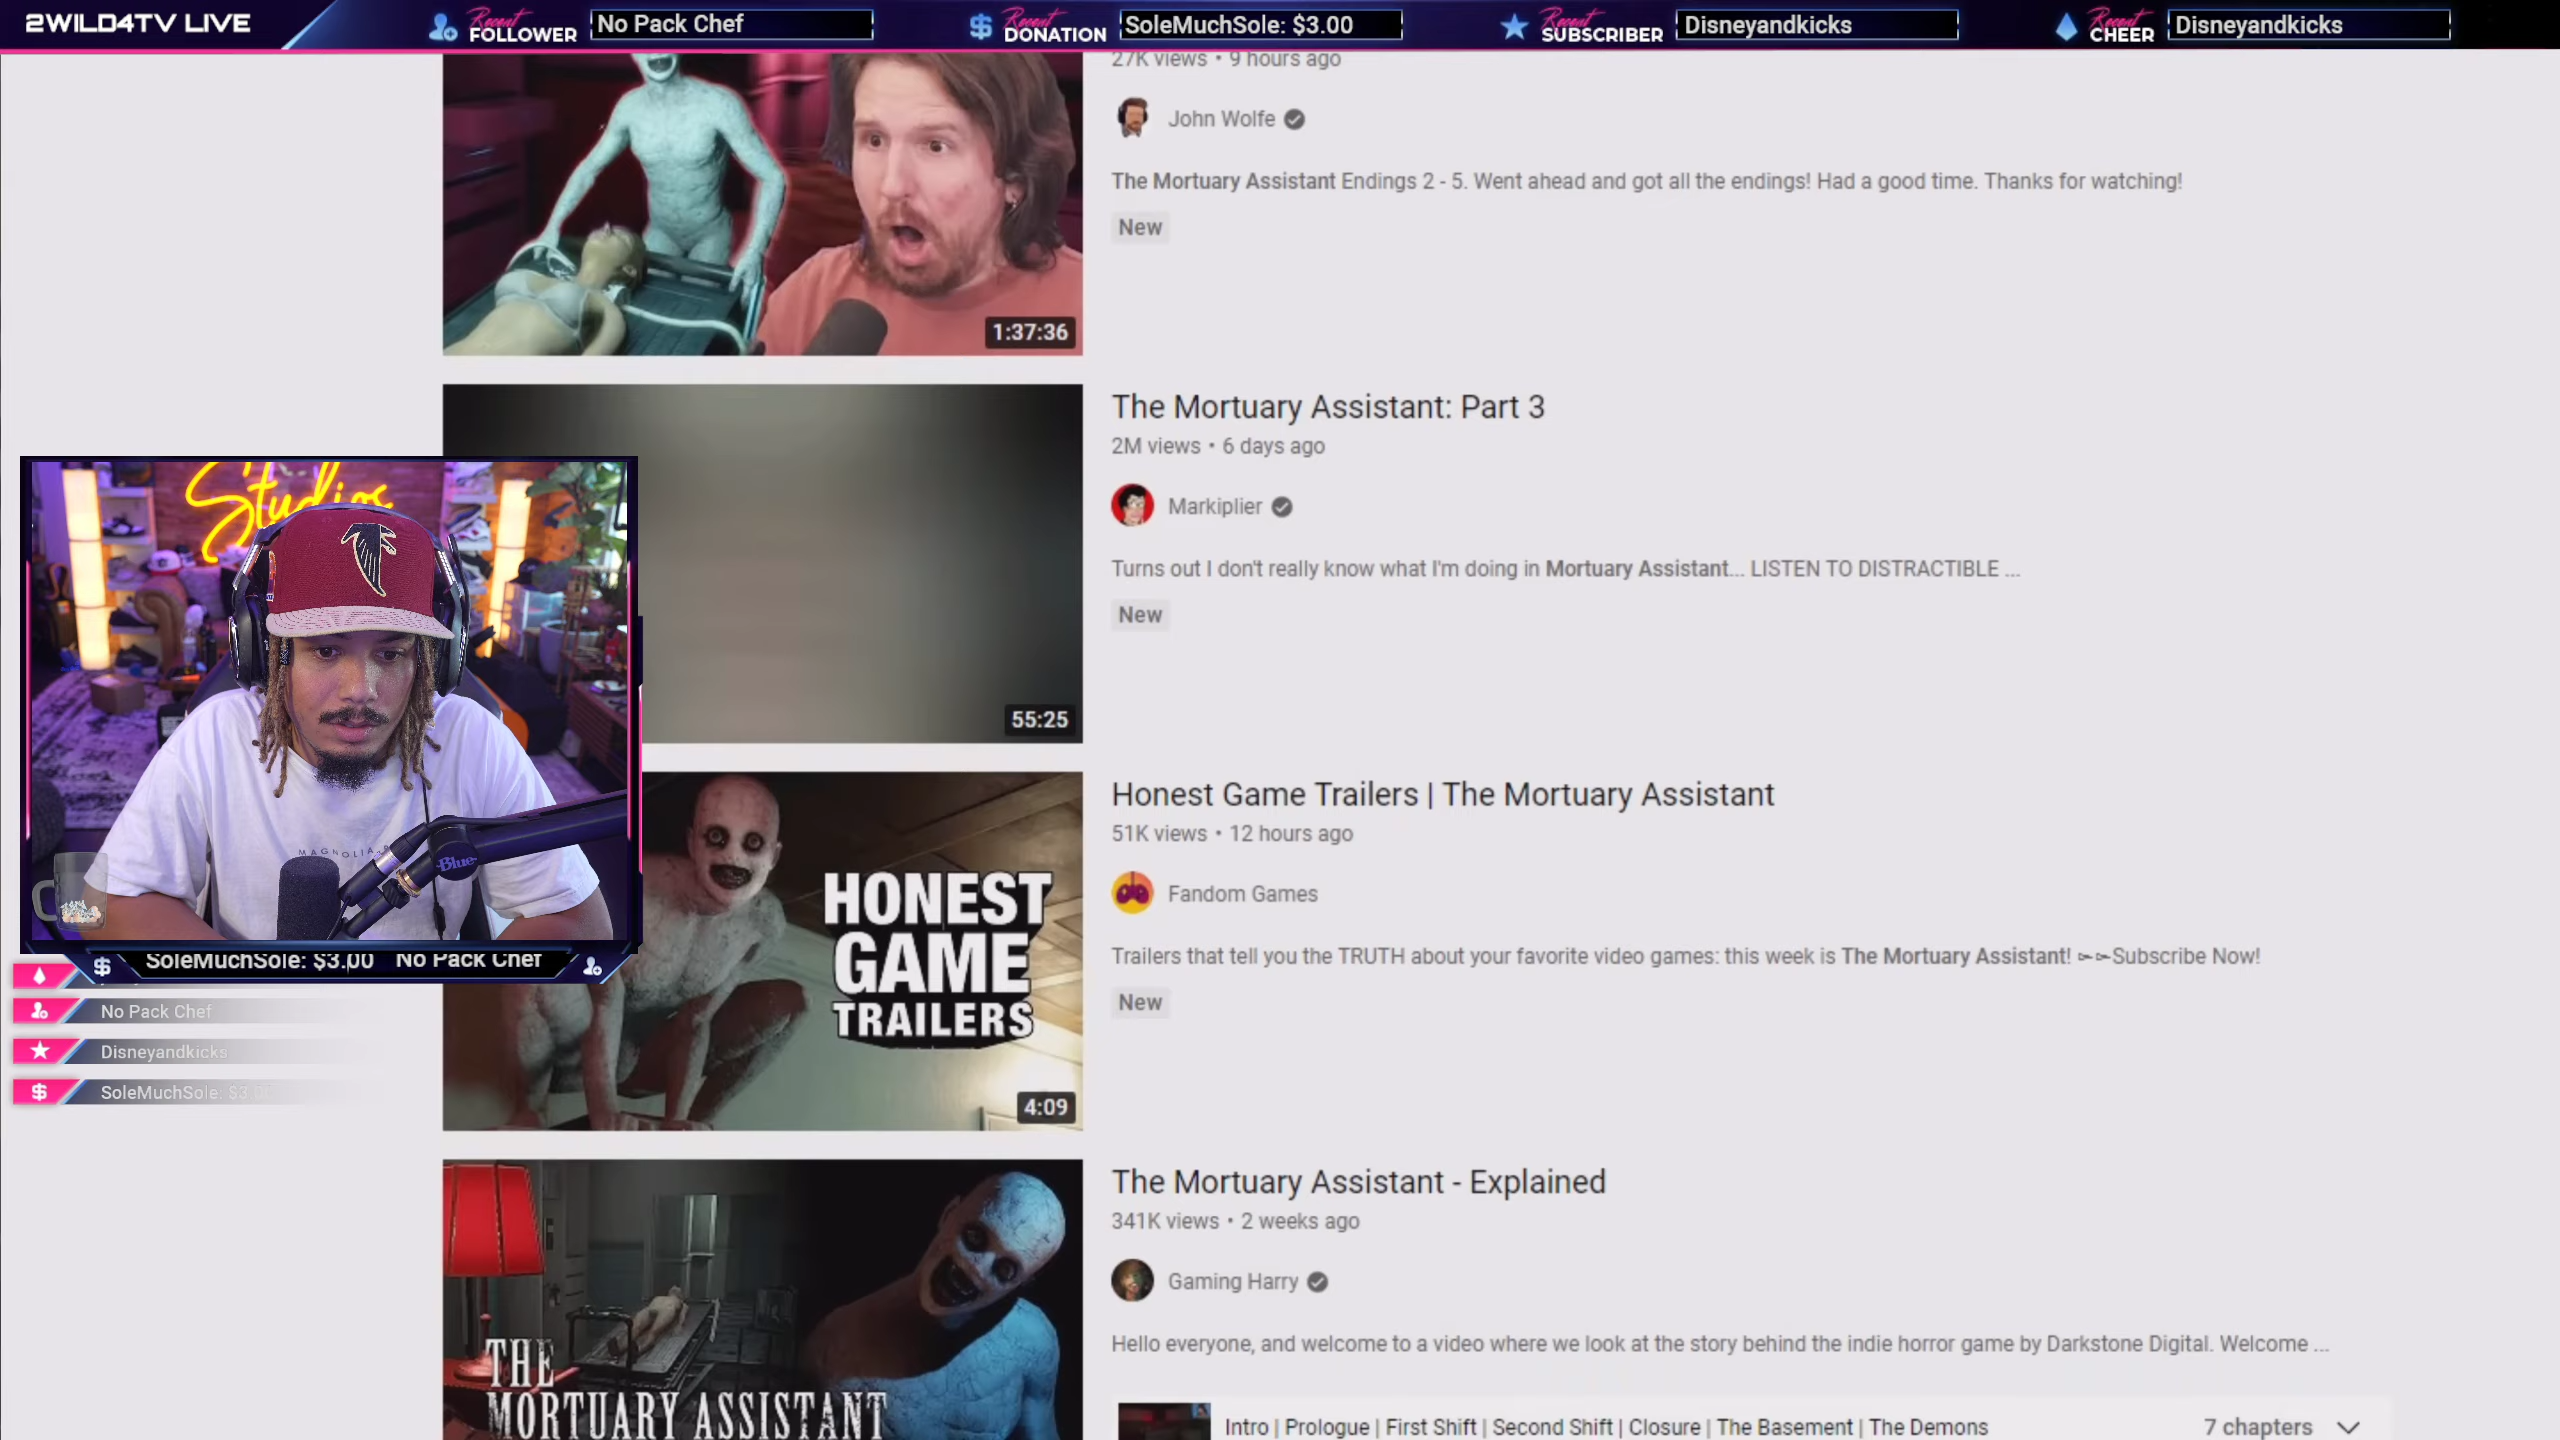 2WILD4TV LIVE
Recent FOLLOWER
No Pack Chef
Recent DONATION
SoleMuchSole: $3.00
Recent SUBSCRIBER
Disneyandkicks
Recent CHEER
Disneyandkicks
27K views • 9 hours ago
John Wolfe
The Mortuary Assistant Endings 2 - 5. Went ahead and got all the endings! Had a good time. Thanks for watching!
New
1:37:36
The Mortuary Assistant: Part 3
2M views • 6 days ago
Markiplier
Turns out I don't really know what I'm doing in Mortuary Assistant... LISTEN TO DISTRACTIBLE ...
New
55:25
Studios
MAGNOLIA
Blue
SoleMuchSole: $3.00 No Pack Chef
No Pack Chef
Disneyandkicks
SoleMuchSole: $3.00
Honest Game Trailers | The Mortuary Assistant
51K views • 12 hours ago
Fandom Games
Trailers that tell you the TRUTH about your favorite video games: this week is The Mortuary Assistant! ►►Subscribe Now!
New
HONEST
GAME
TRAILERS
4:09
The Mortuary Assistant - Explained
341K views • 2 weeks ago
Gaming Harry
Hello everyone, and welcome to a video where we look at the story behind the indie horror game by Darkstone Digital. Welcome ...
THE
MORTUARY ASSISTANT
Intro | Prologue | First Shift | Second Shift | Closure | The Basement | The Demons
7 chapters